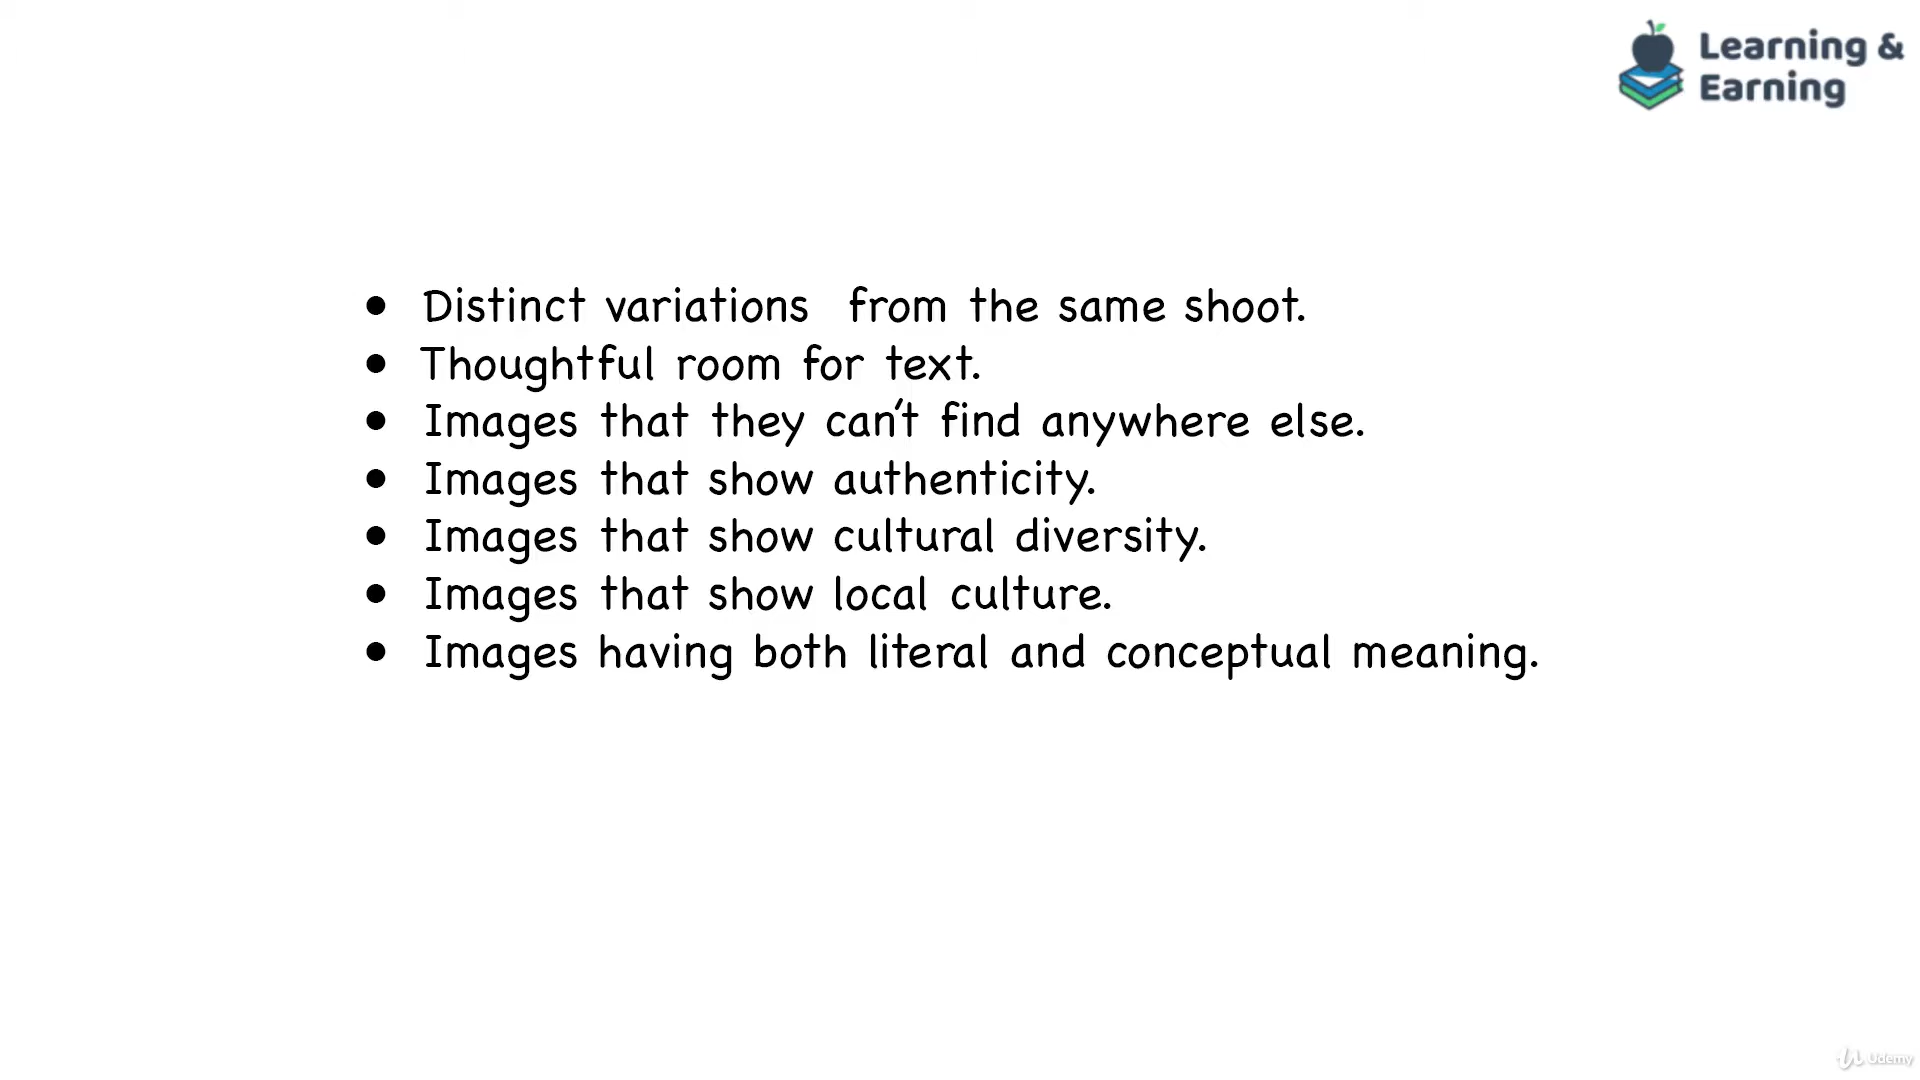 Learning &
Earning
• Distinct variations  from the same shoot.
• Thoughtful room for text.
• Images that they can't find anywhere else.
• Images that show authenticity.
• Images that show cultural diversity.
• Images that show local culture.
• Images having both literal and conceptual meaning.
Udemy